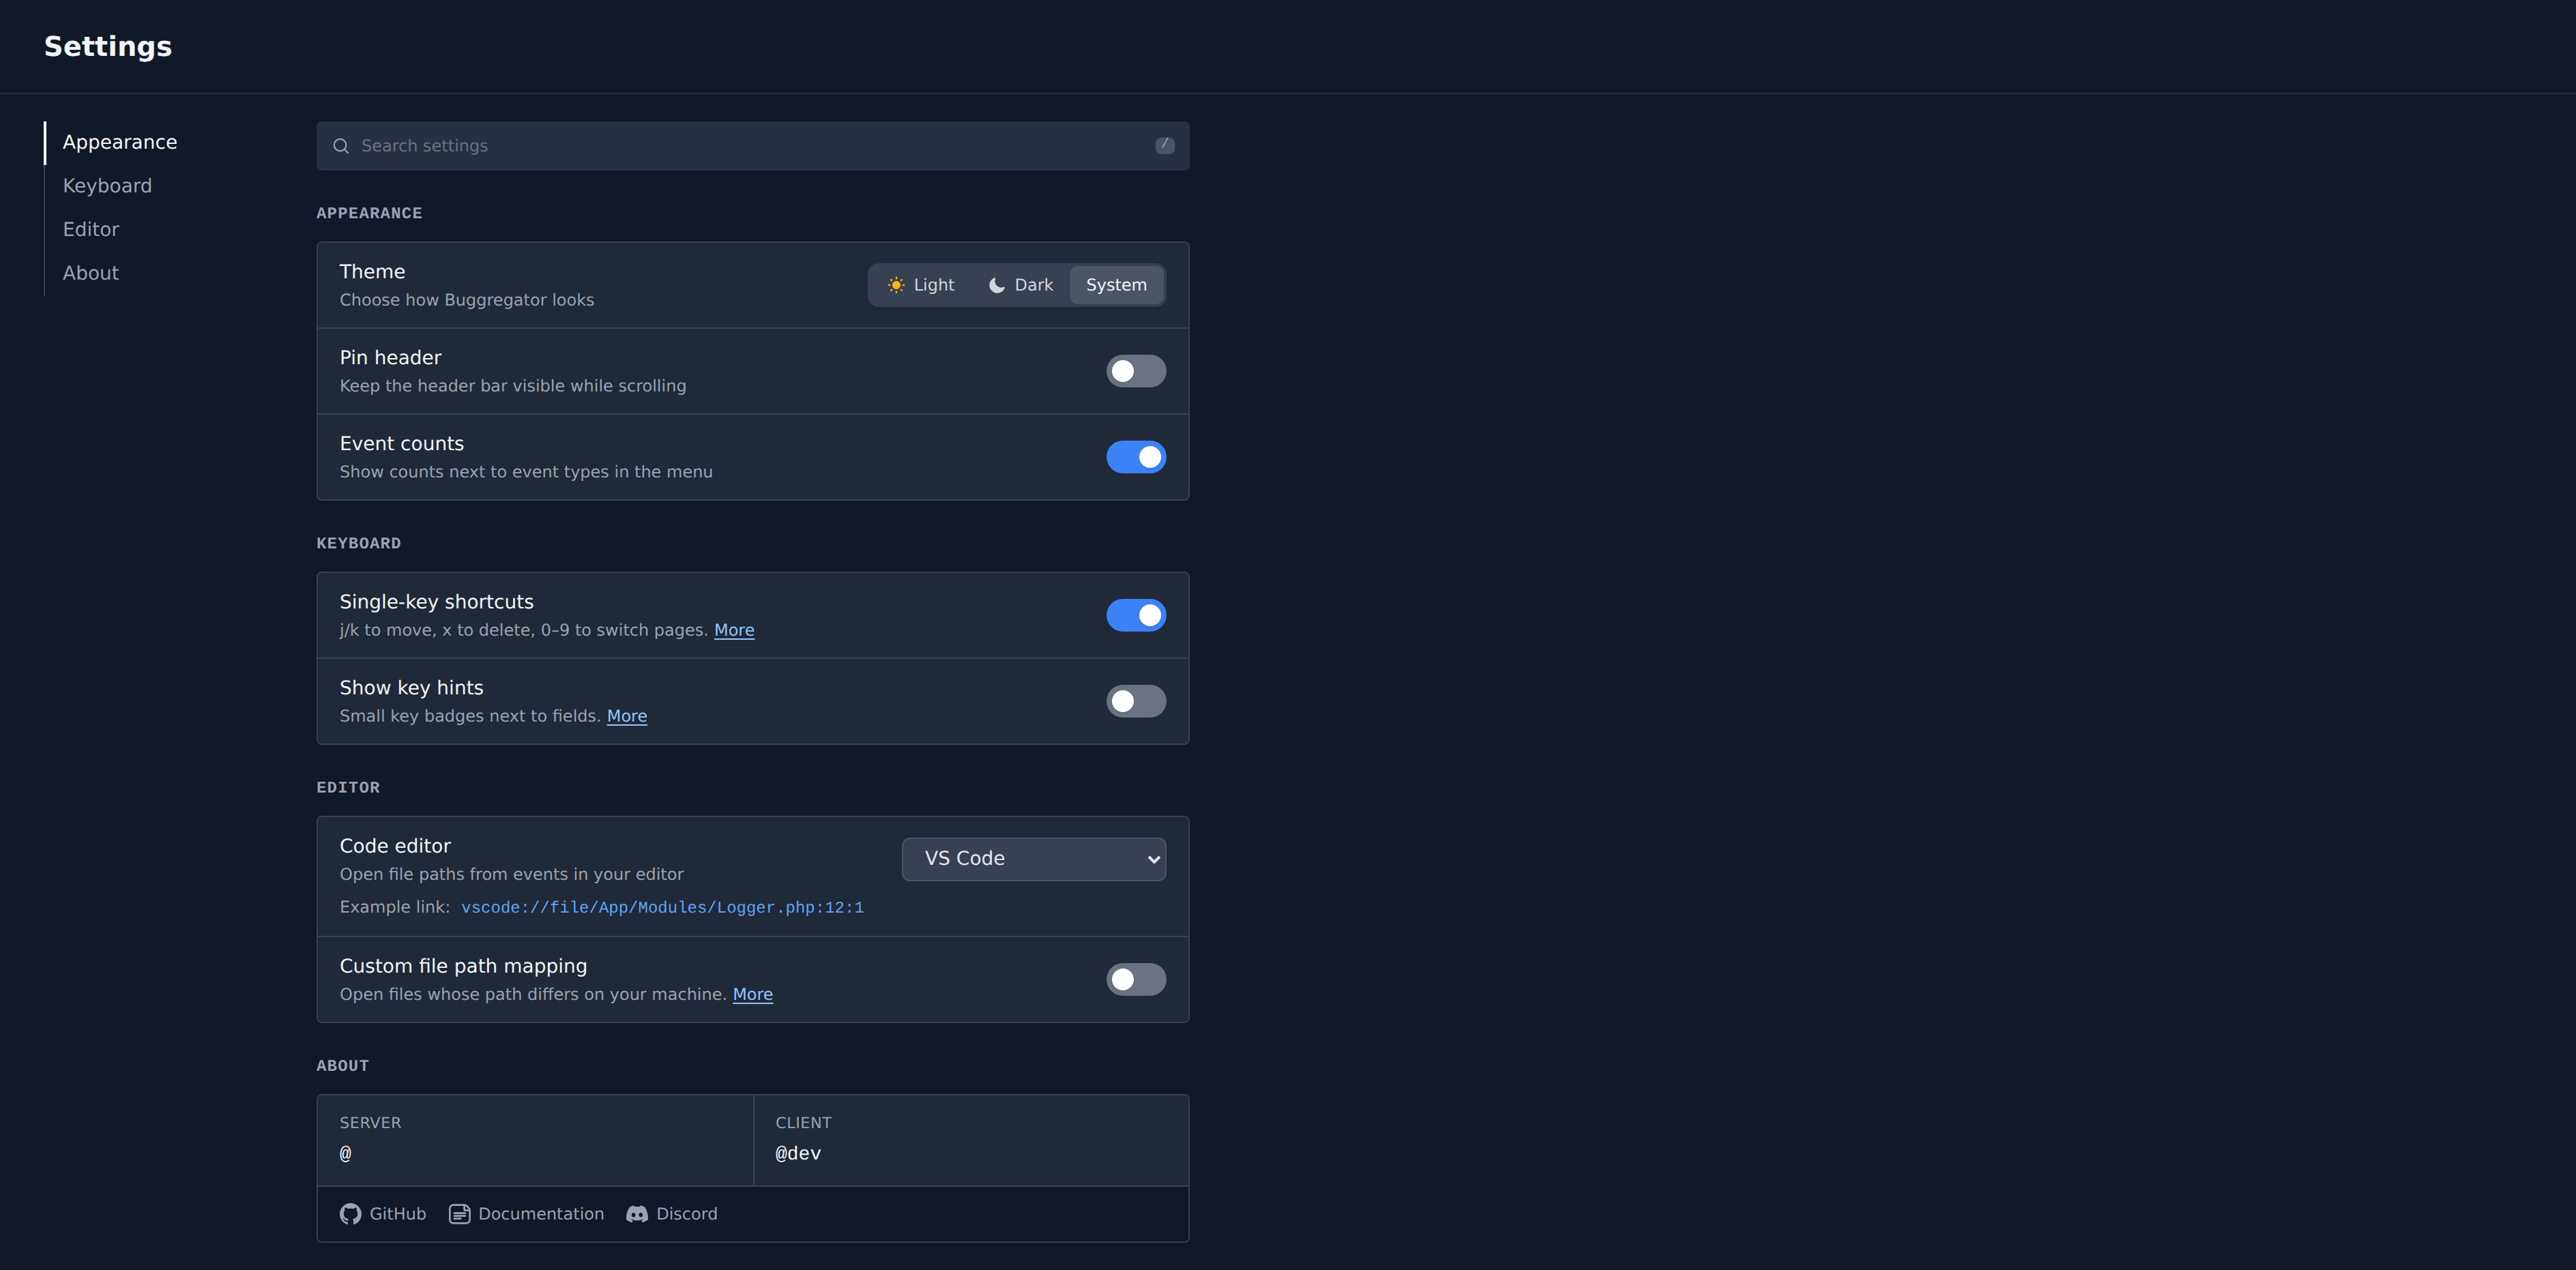 Settings
Appearance
Keyboard
Editor
About
Search settings
/
APPEARANCE
Theme
Choose how Buggregator looks
Light
Dark
System
Pin header
Keep the header bar visible while scrolling
Event counts
Show counts next to event types in the menu
KEYBOARD
Single-key shortcuts
j/k to move, x to delete, 0–9 to switch pages. More
Show key hints
Small key badges next to fields. More
EDITOR
Code editor
Open file paths from events in your editor
VS Code
Example link: vscode://file/App/Modules/Logger.php:12:1
Custom file path mapping
Open files whose path differs on your machine. More
ABOUT
SERVER
@
CLIENT
@dev
GitHub
Documentation
Discord